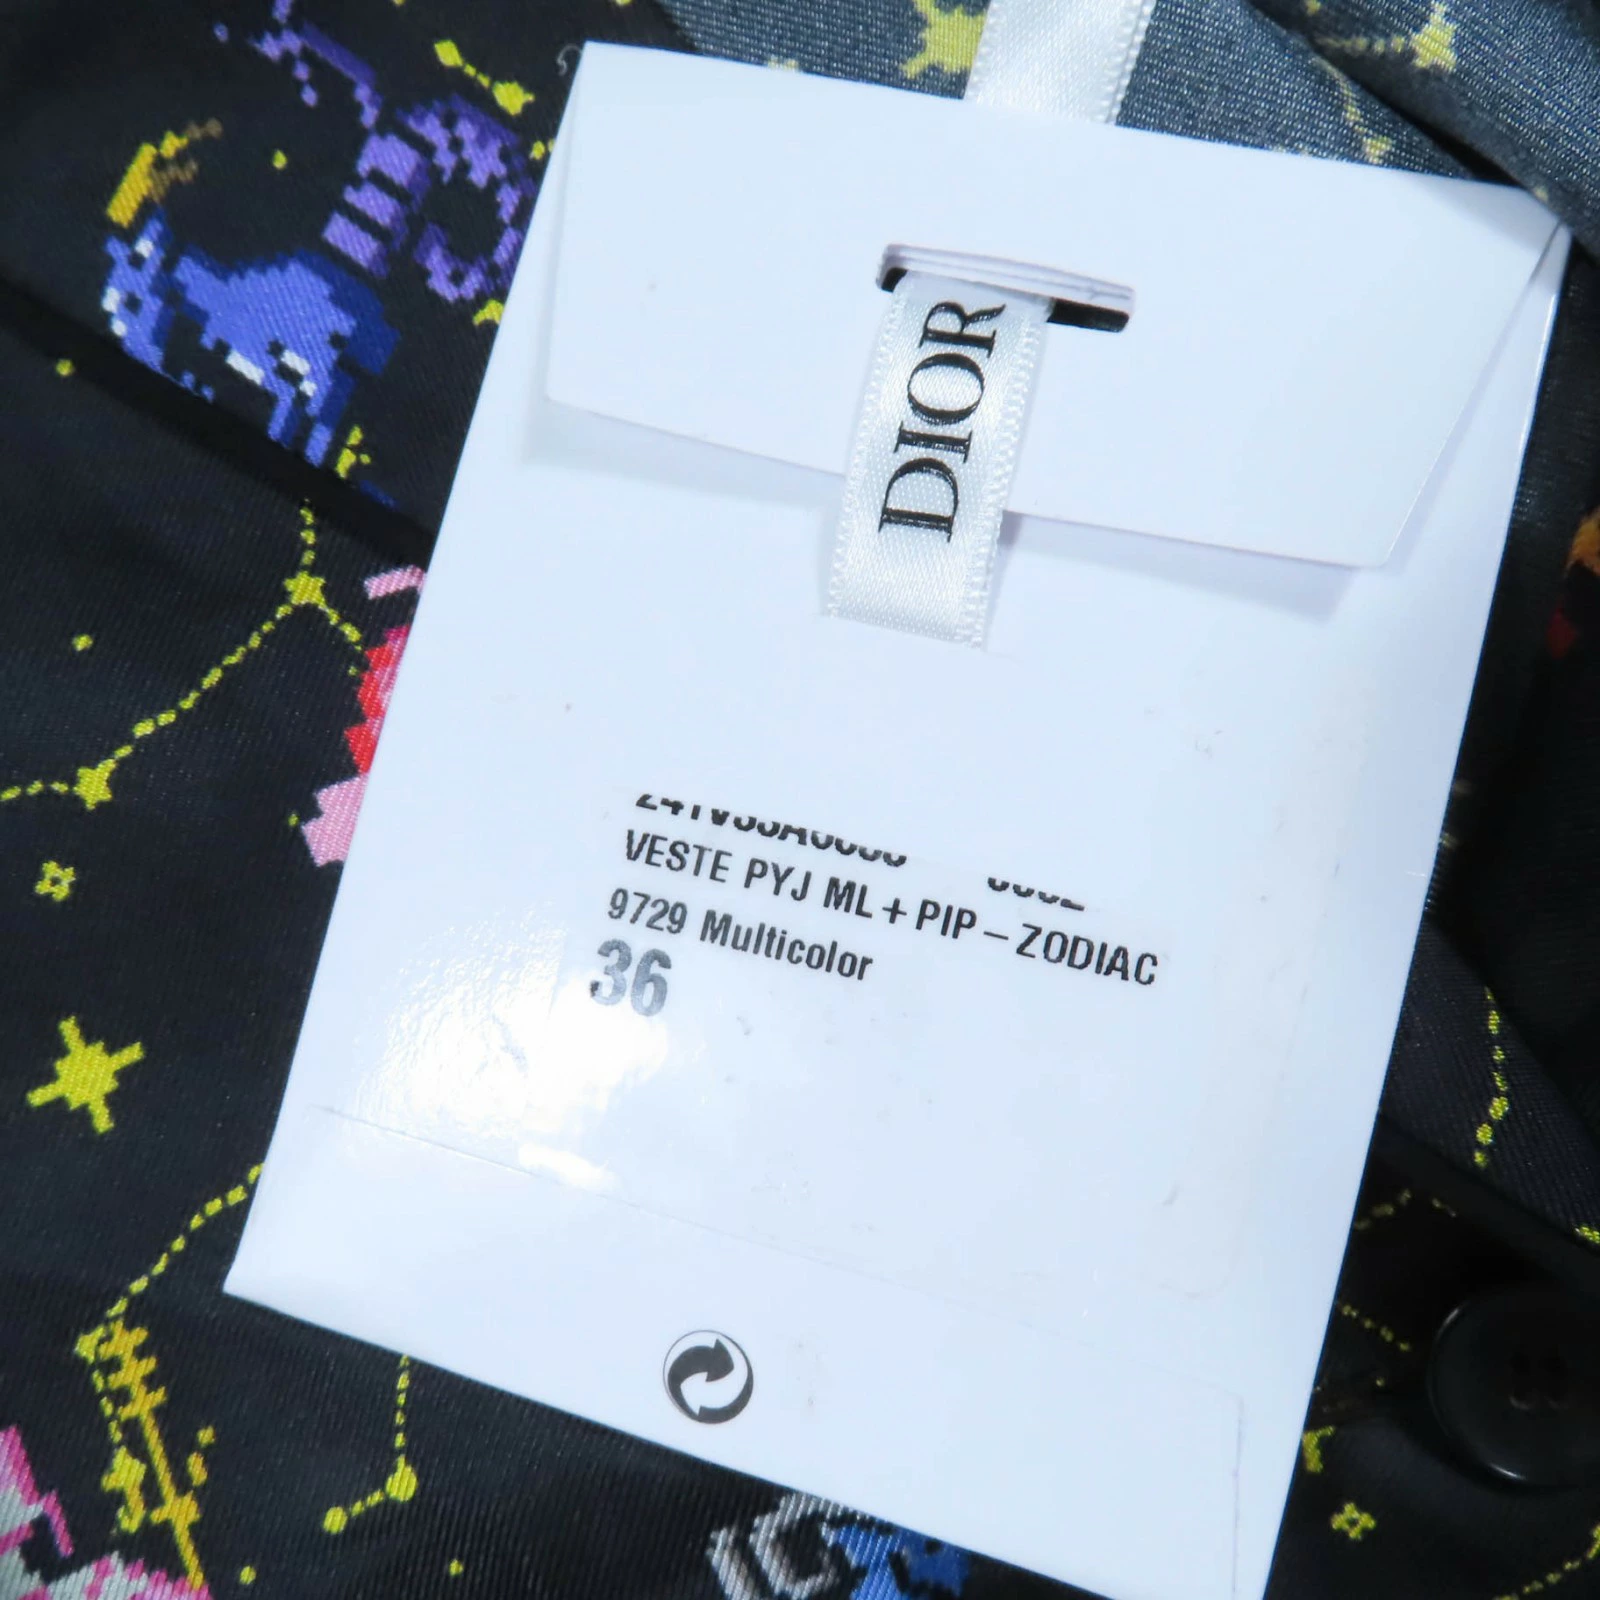 DIOR
VESTE PYJ ML+PIP-ZODIAC
9729 Multicolor
36